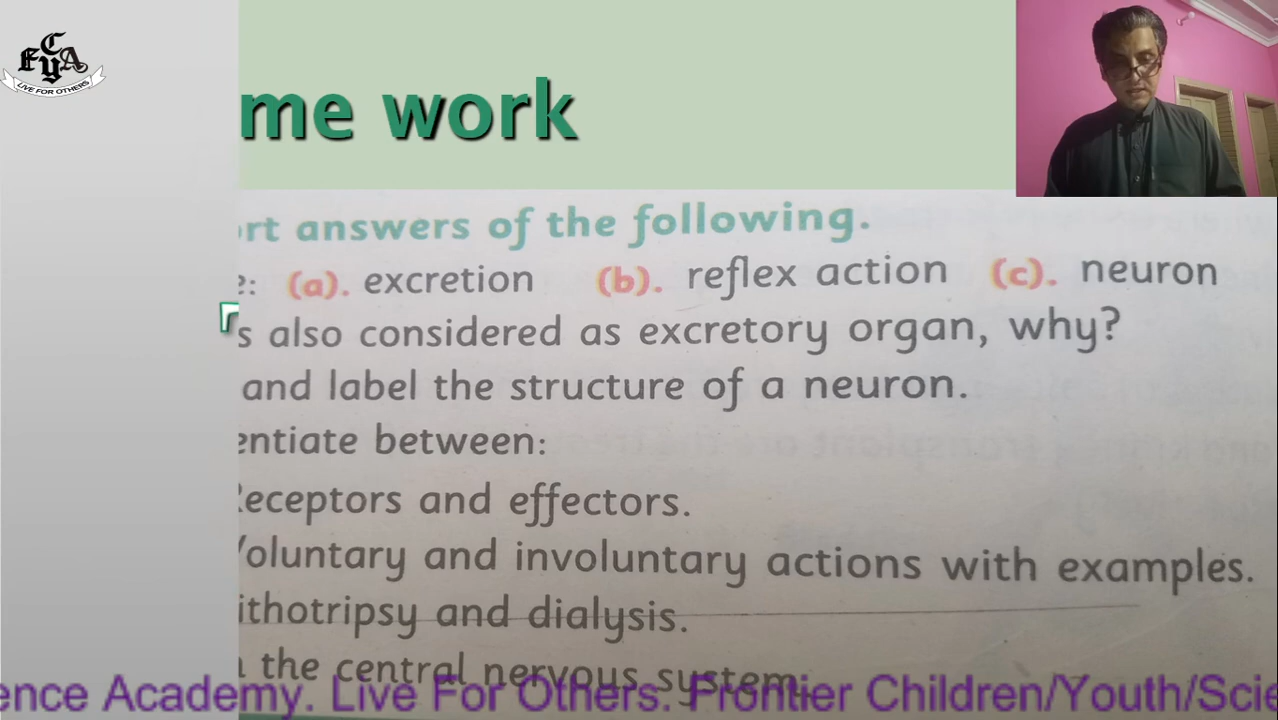 E C Y A
LIVE FOR OTHERS
me work
rt answers of the following.
e: (a). excretion (b). reflex action (c). neuron
s also considered as excretory organ, why?
and label the structure of a neuron.
entiate between:
Receptors and effectors.
Voluntary and involuntary actions with examples.
ithotripsy and dialysis.
the central nervous system.
ence Academy. Live For Others. Frontier Children/Youth/Scie